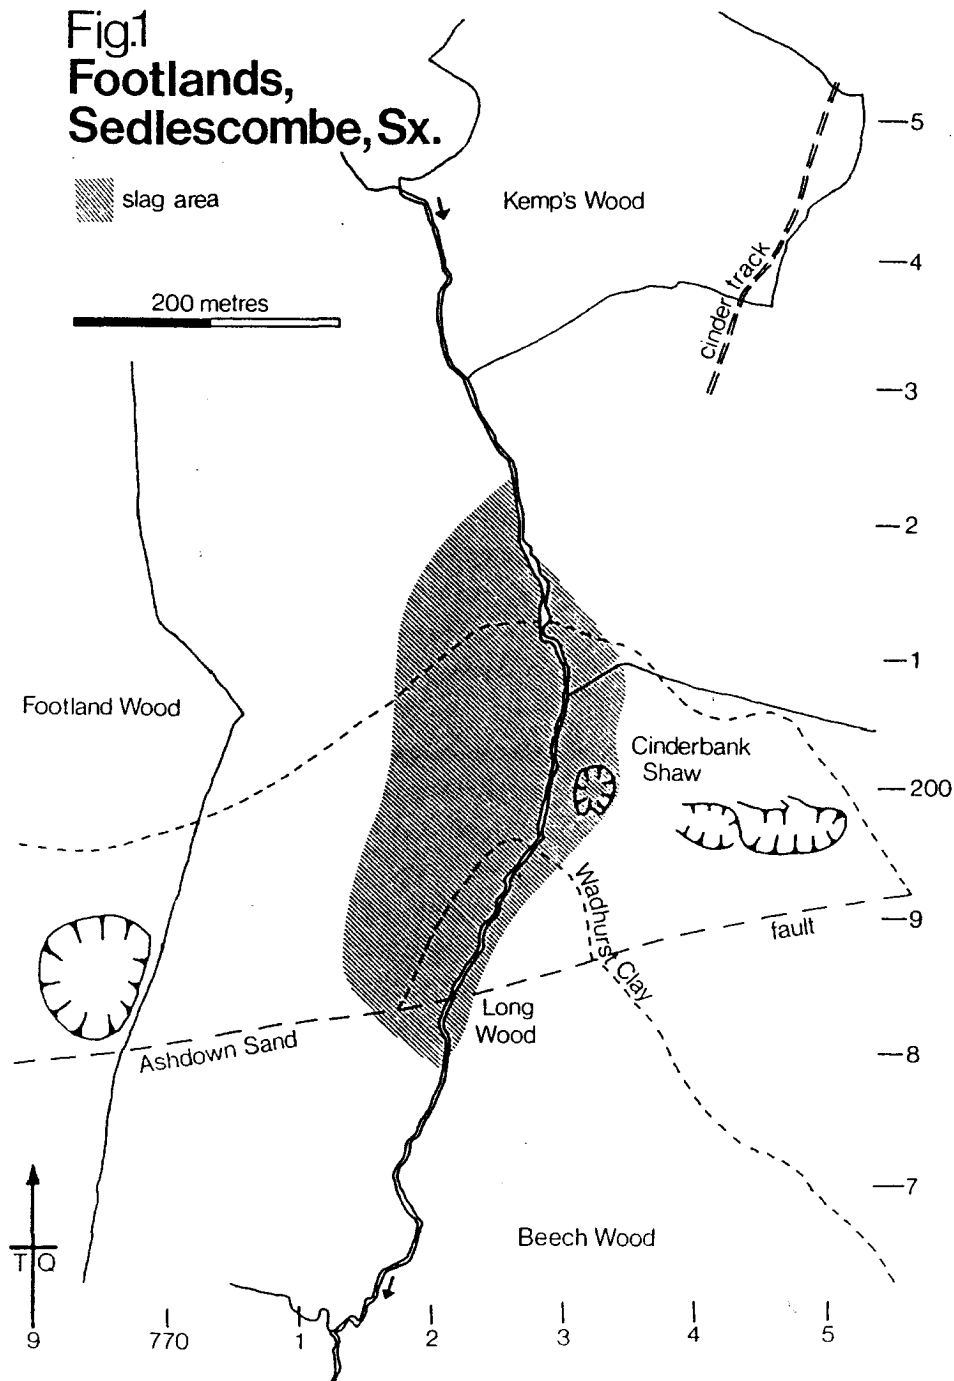 Fig.1
Footlands,
Sedlescombe, Sx.
slag area
200 metres
Kemp's Wood
cinder track
5
4
3
2
1
200
9
8
7
Footland Wood
Cinderbank
Shaw
Wadhurst Clay
fault
Long
Wood
Ashdown Sand
Beech Wood
TQ
9
770
1
2
3
4
5